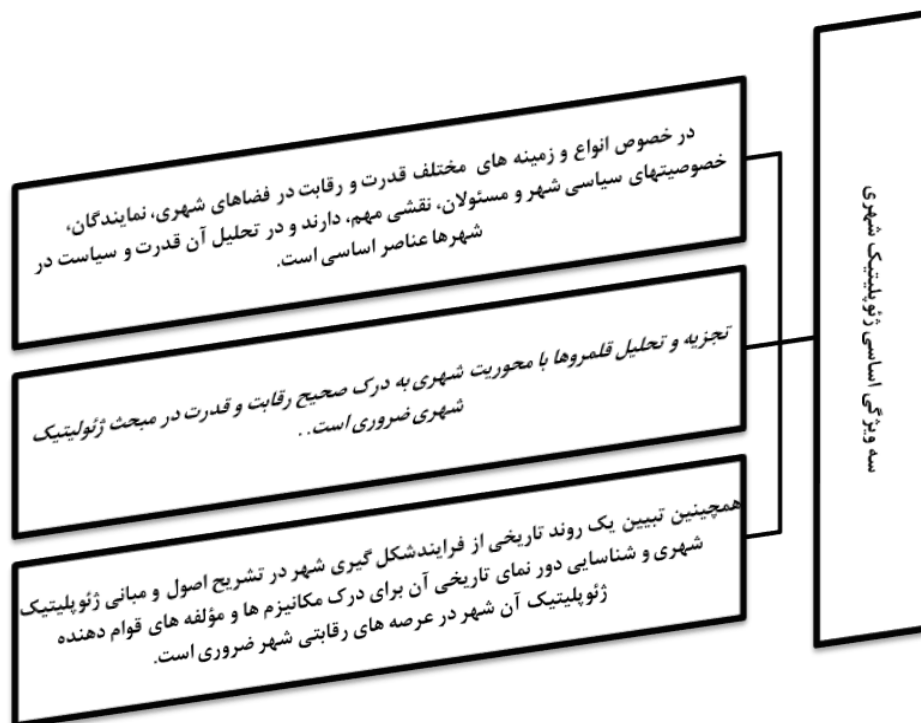 سه ویژگی اساسی ژئوپلیتیک شهری
در خصوص انواع و زمینه های مختلف قدرت و رقابت در فضاهای شهری، نمایندگان،
خصوصیتهای سیاسی شهر و مسئولان، نقشی مهم، دارند و در تحلیل آن قدرت و سیاست در
شهرها عناصر اساسی است.
تجزیه و تحلیل قلمروها با محوریت شهری به درک صحیح رقابت و قدرت در مبحث ژئولیتیک
شهری ضروری است. .
همچینین تبیین یک روند تاریخی از فرایندشکل گیری شهر در تشریح اصول و مبانی ژئوپلیتیک
شهری و شناسایی دور نمای تاریخی آن برای درک مکانیزم ها و مؤلفه های قوام دهنده
ژئوپلیتیک آن شهر در عرصه های رقابتی شهر ضروری است.